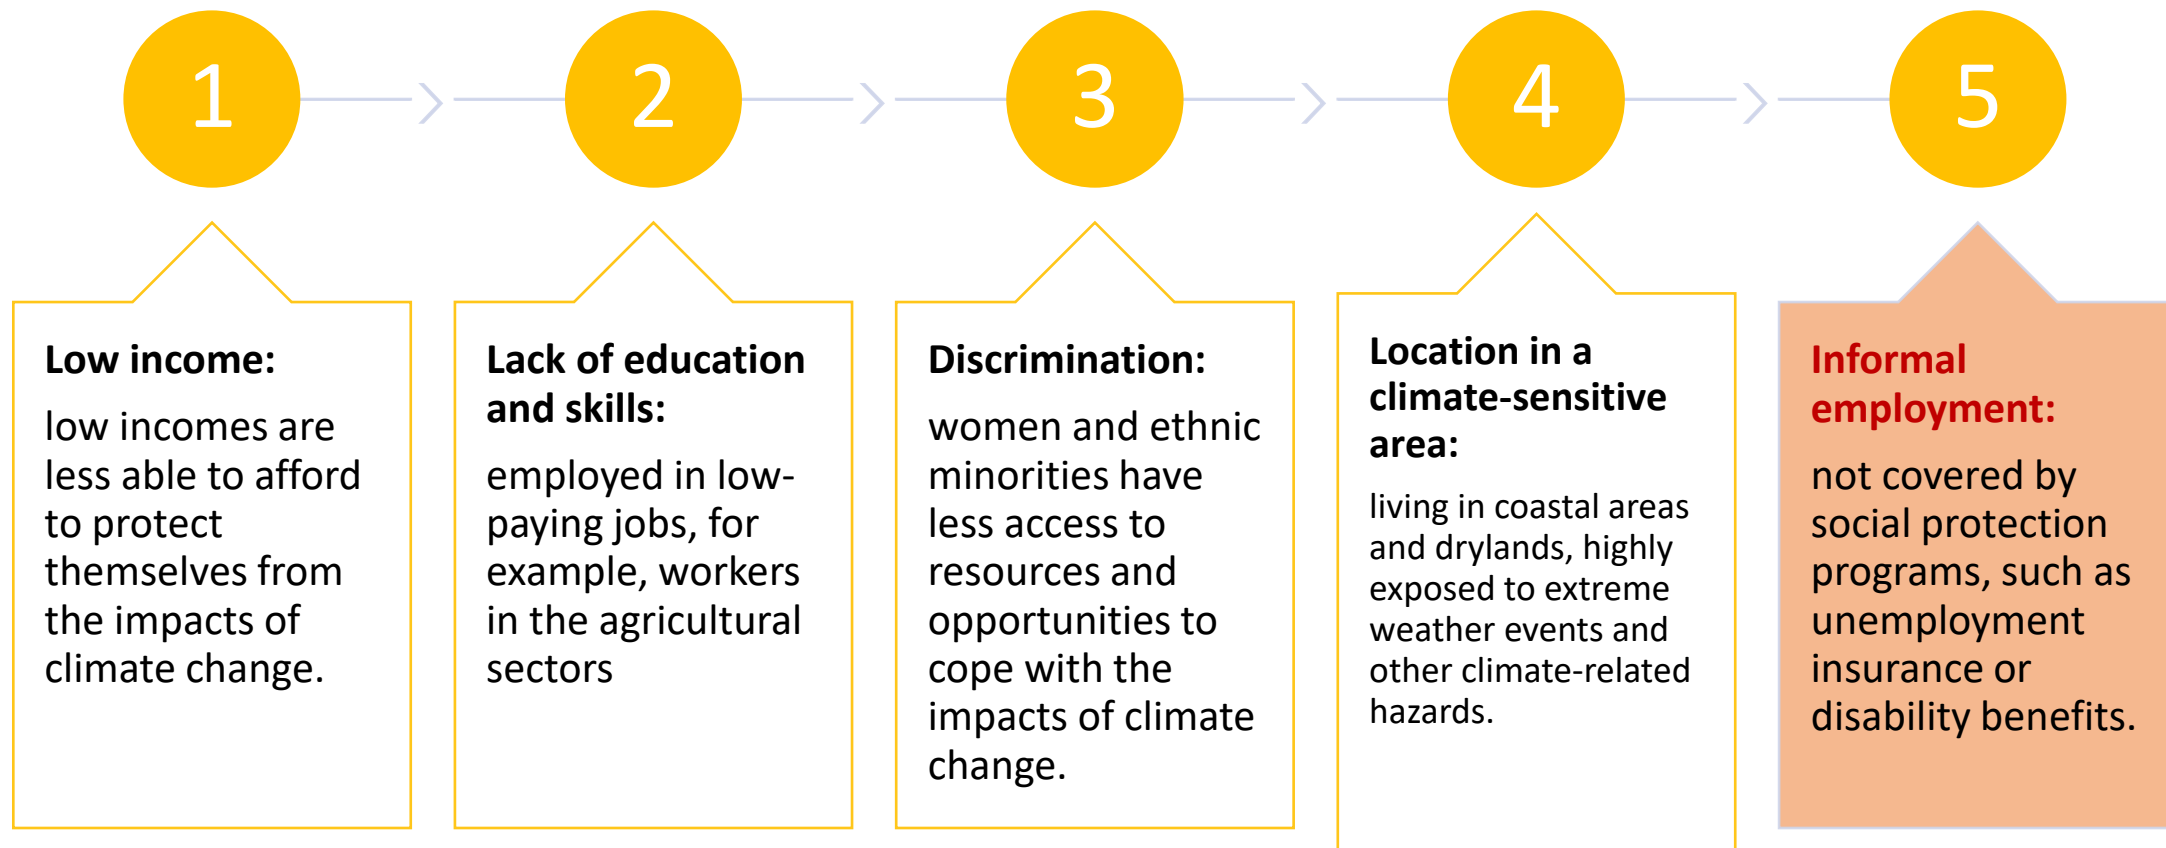 1
2
3
4
5
Low income:
low incomes are
less able to afford
to protect
themselves from
the impacts of
climate change.
Lack of education
and skills:
employed in low-
paying jobs, for
example, workers
in the agricultural
sectors
Discrimination:
women and ethnic
minorities have
less access to
resources and
opportunities to
cope with the
impacts of climate
change.
Location in a
climate-sensitive
area:
living in coastal areas
and drylands, highly
exposed to extreme
weather events and
other climate-related
hazards.
Informal
employment:
not covered by
social protection
programs, such as
unemployment
insurance or
disability benefits.